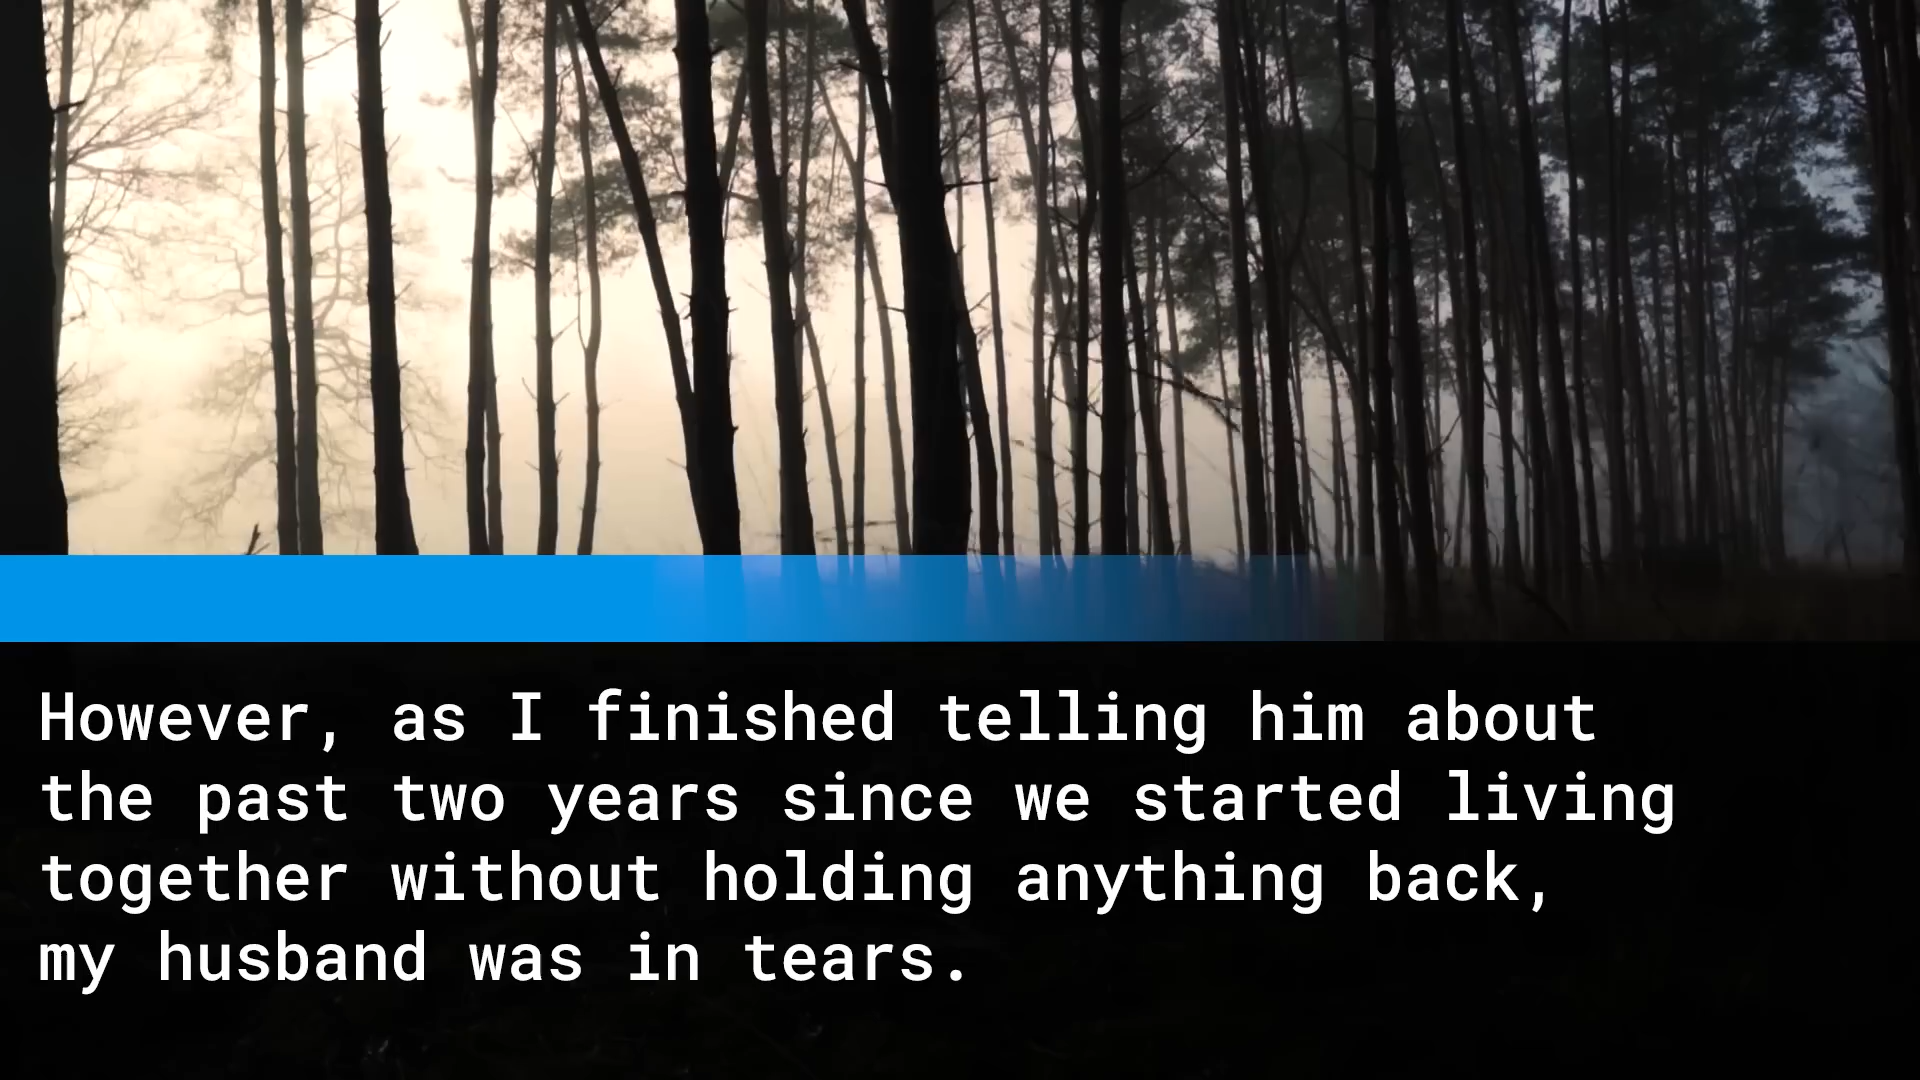 However, as I finished telling him about
the past two years since we started living
together without holding anything back,
my husband was in tears.